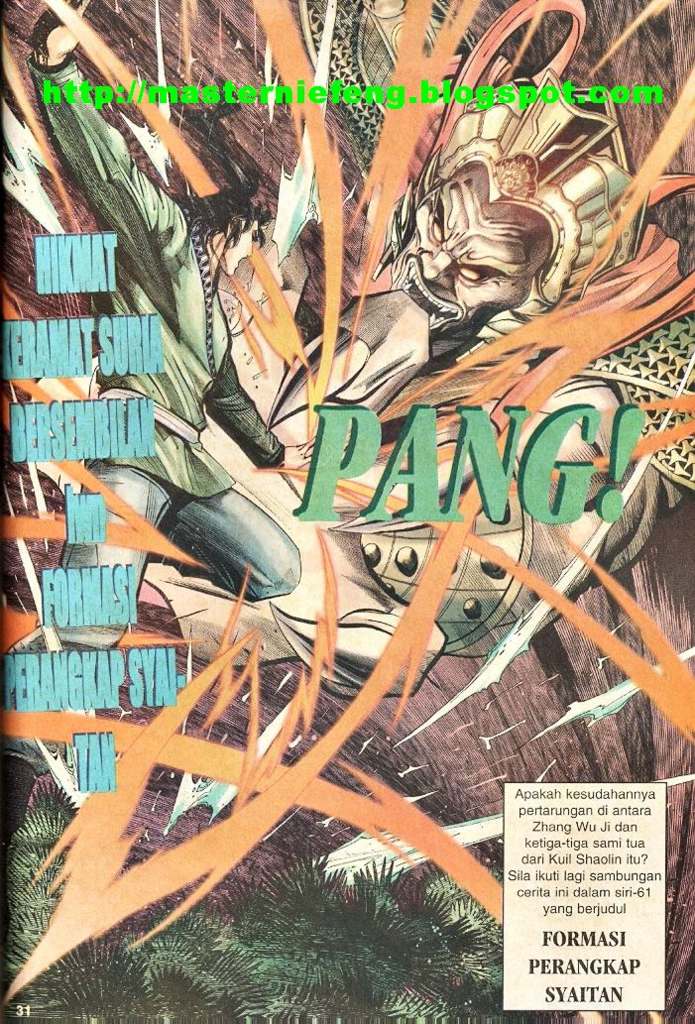 http://masterniefeng.blogspot.com
HIKMAT
KERAMAT SURIA
BERSEMBILAN
lwn
FORMASI
PERANGKAP SYAI-
TAN
PANG!
Apakah kesudahannya
pertarungan di antara
Zhang Wu Ji dan
ketiga-tiga sami tua
dari Kuil Shaolin itu?
Sila ikuti lagi sambungan
cerita ini dalam siri-61
yang berjudul
FORMASI
PERANGKAP
SYAITAN
31